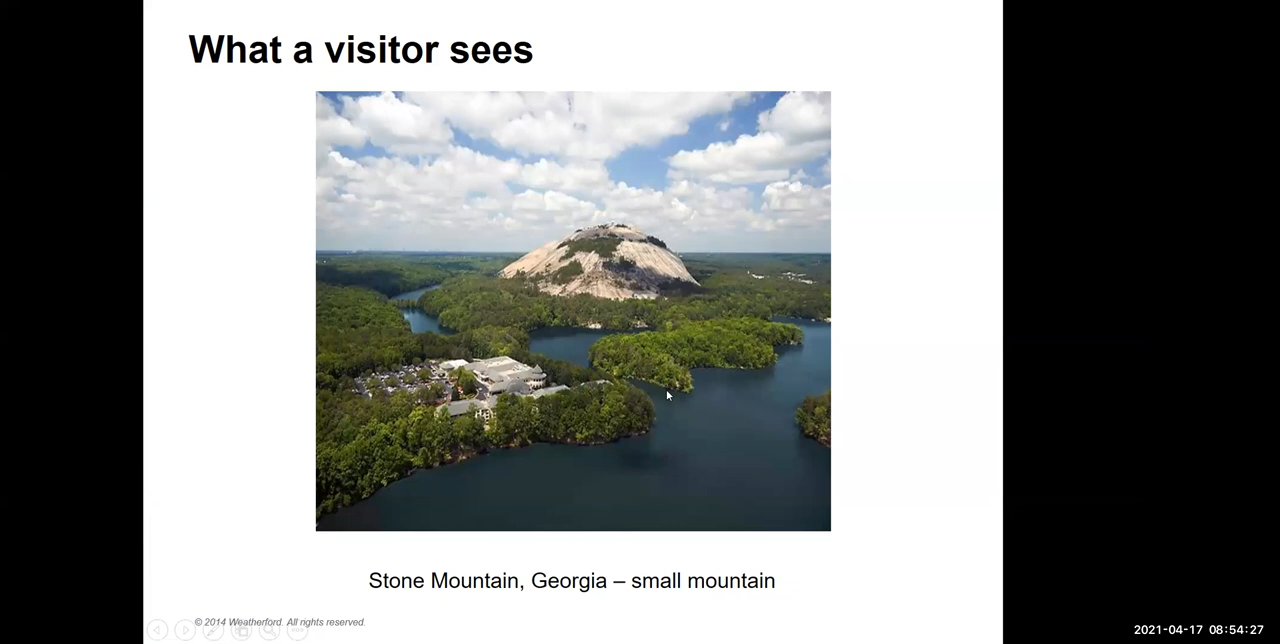 What a visitor sees
Stone Mountain, Georgia – small mountain
© 2014 Weatherford. All rights reserved.
2021-04-17 08:54:27